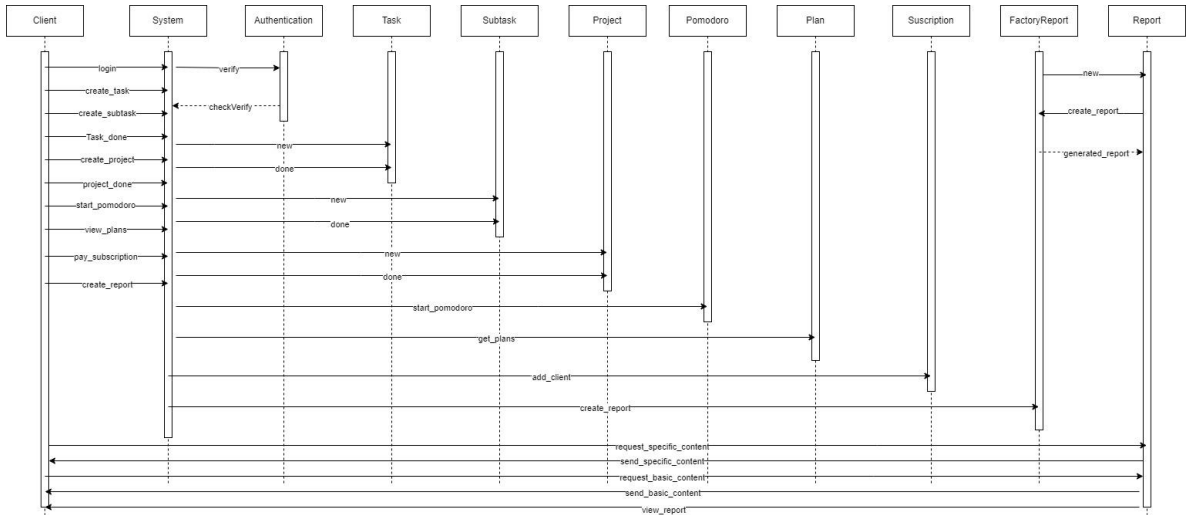 Client
System
Authentication
Task
Subtask
Project
Pomodoro
Plan
Suscription
FactoryReport
Report
login
verify
new
create_task
checkVerify
create_subtask
create_report
Task_done
new
generated_report
create_project
done
project_done
new
start_pomodoro
done
view_plans
pay_subscription
new
done
create_report
start_pomodoro
get_plans
add_client
create_report
request_specific_content
send_specific_content
request_basic_content
send_basic_content
view_report